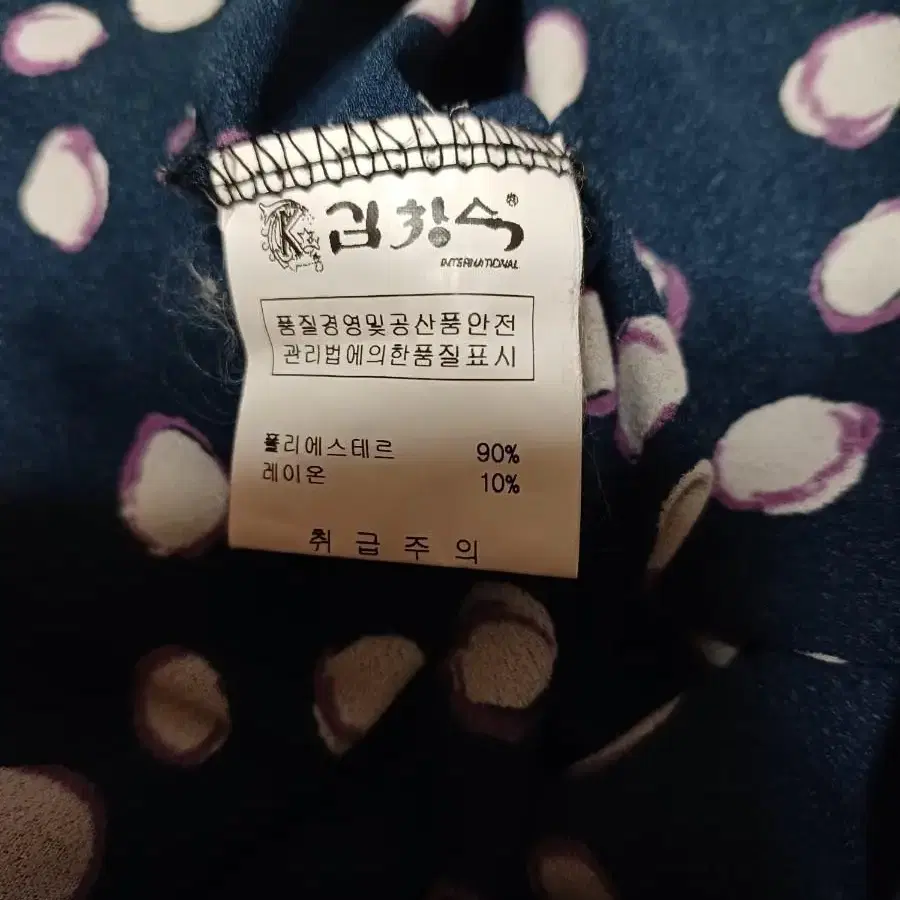 김창수®
INTERNATIONAL
품질경영및공산품안전
관리법에의한품질표시
폴리에스테르 90%
레이온 10%
취급주의